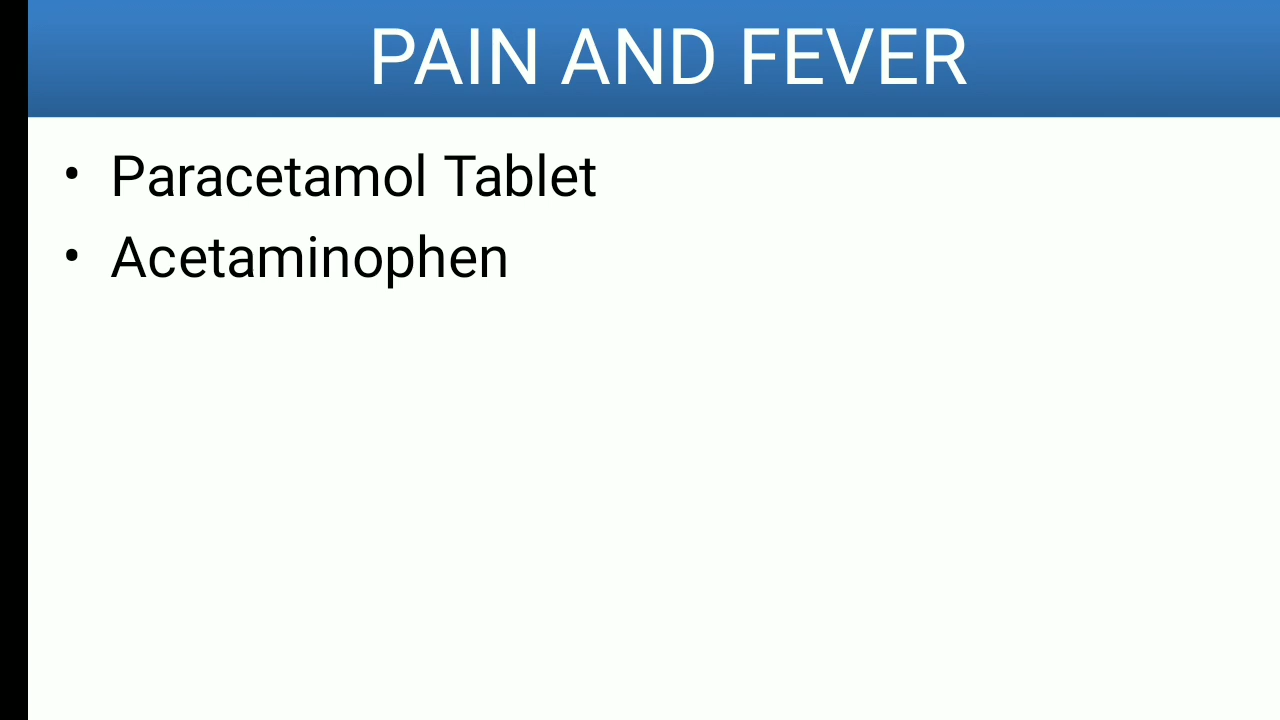 PAIN AND FEVER
• Paracetamol Tablet
• Acetaminophen